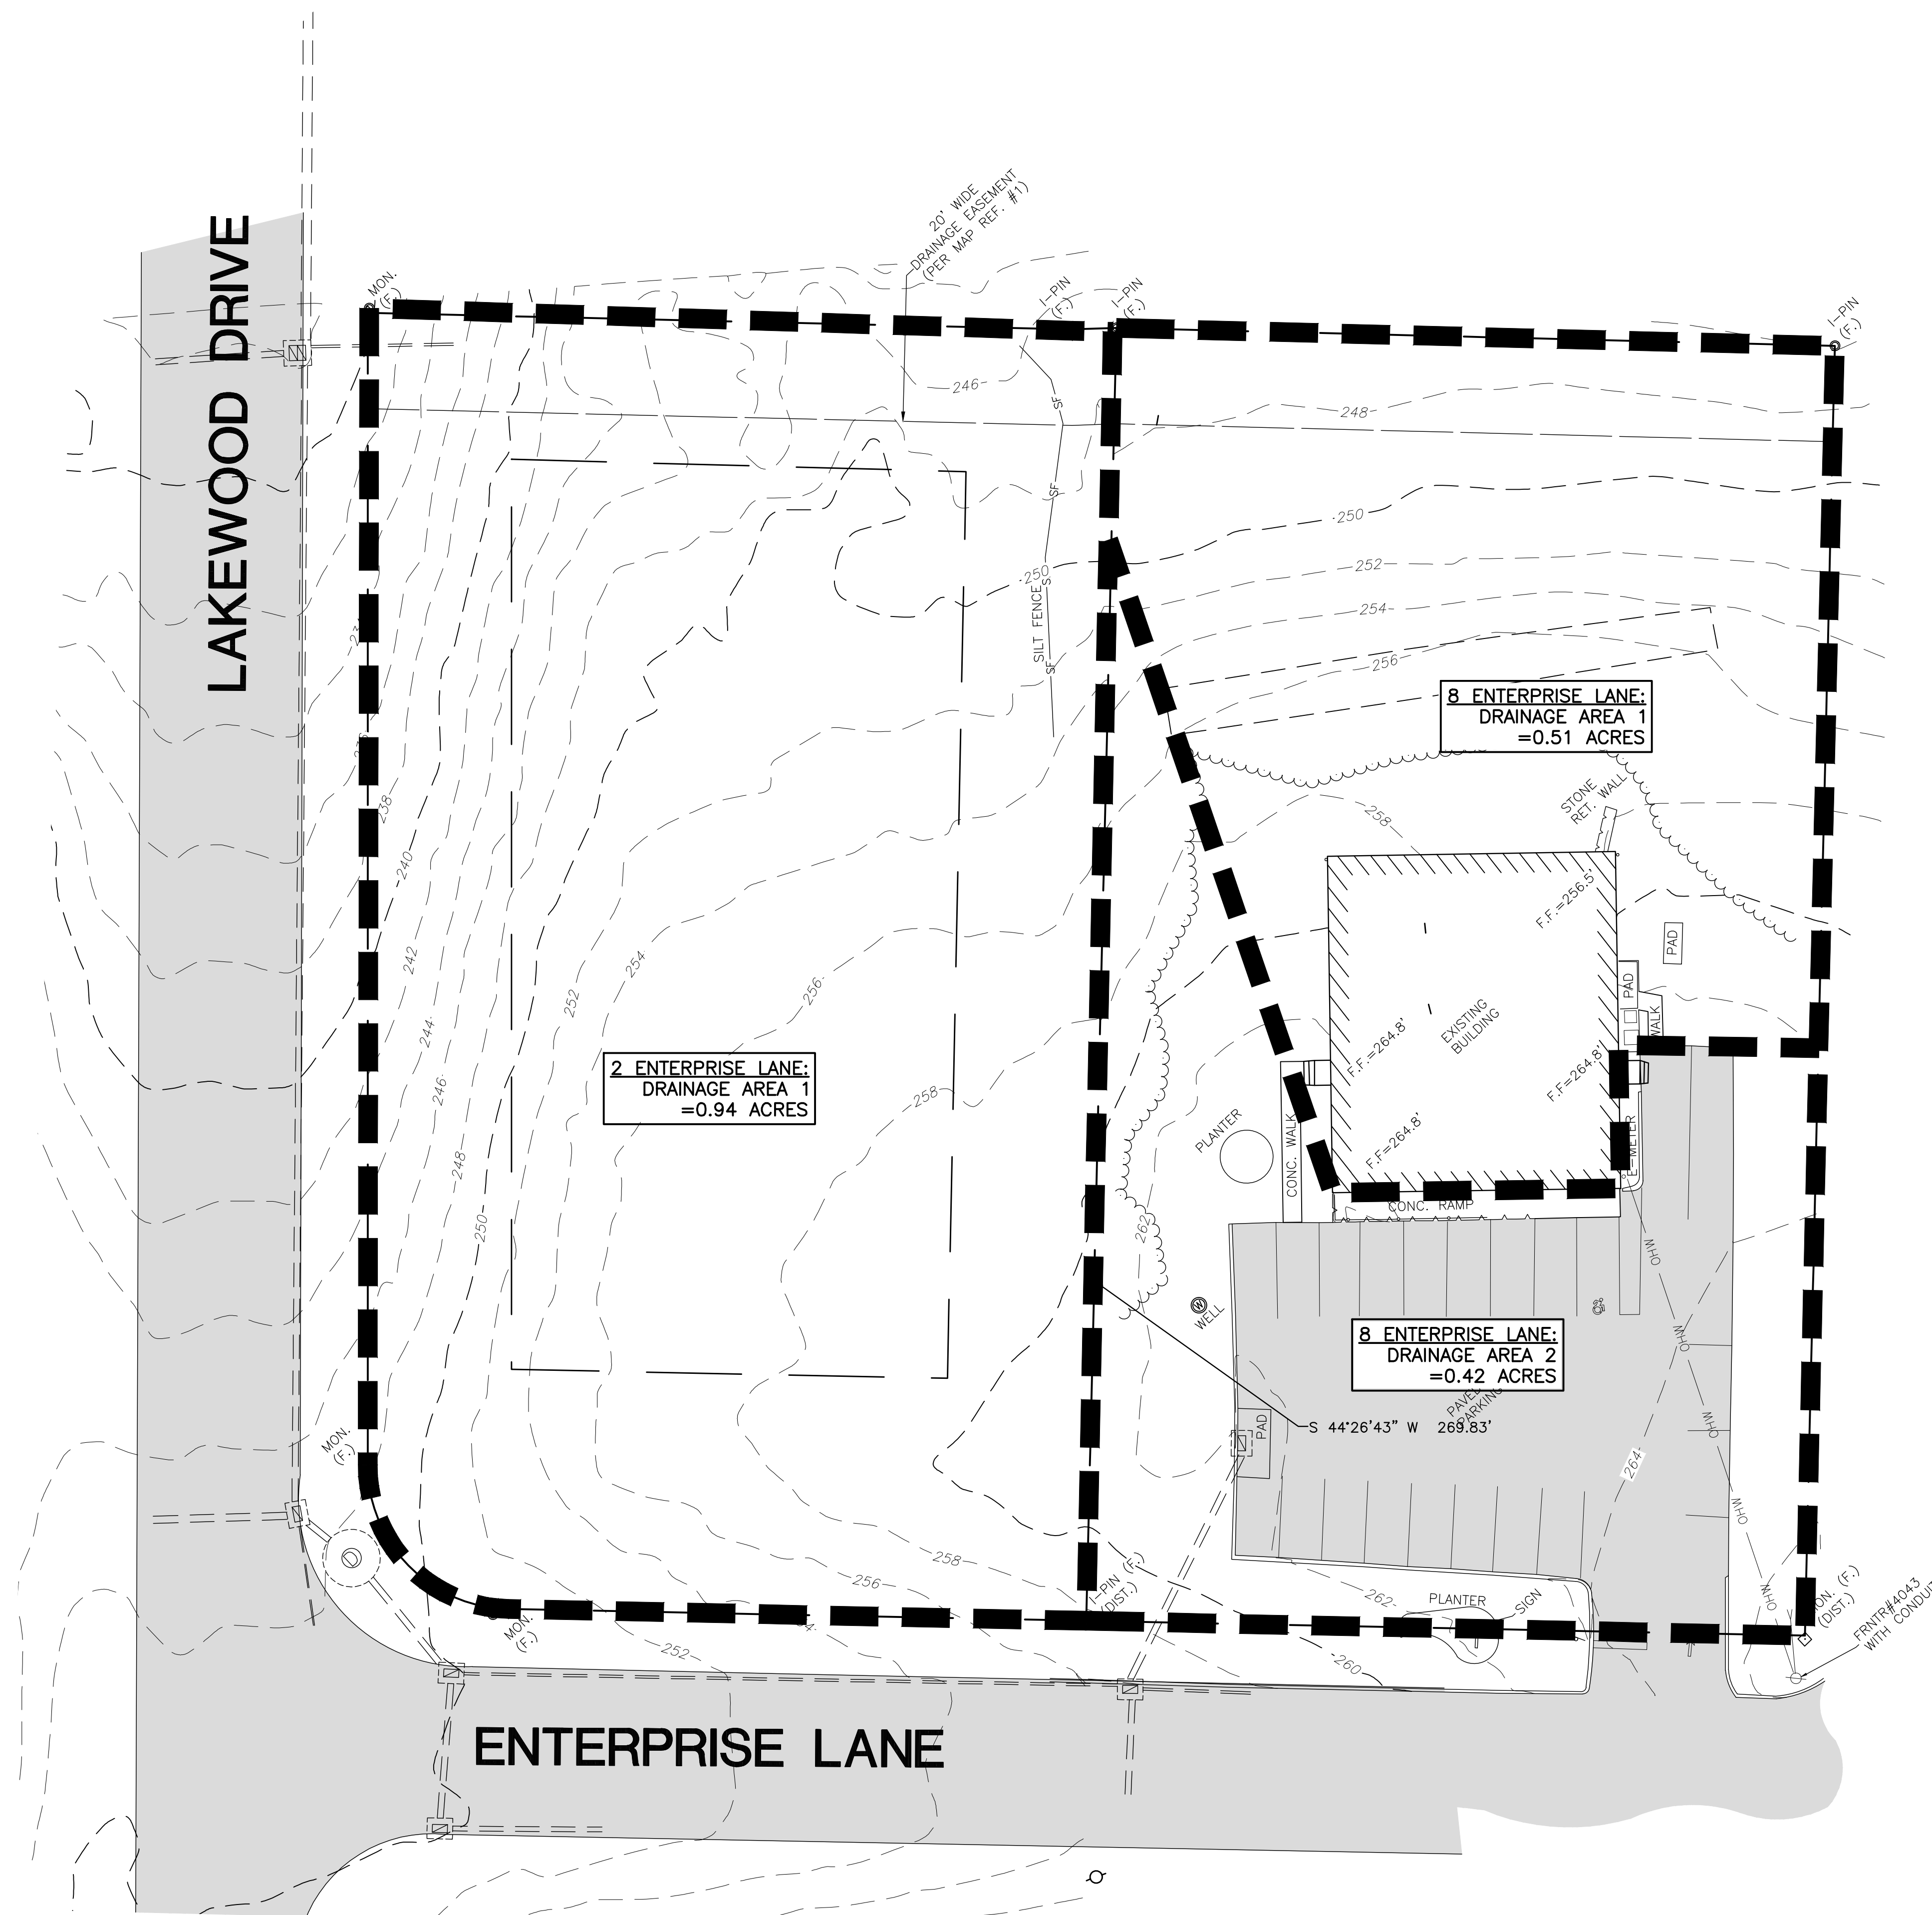 20' WIDE
DRAINAGE EASEMENT
(PER MAP REF. #1)
LAKEWOOD DRIVE
MON.
(F.)
I-PIN
(F.)
I-PIN
(F.)
I-PIN
(F.)
246
248
250
250
252
254
256
SF
SF
SILT FENCE
SF
8 ENTERPRISE LANE:
DRAINAGE AREA 1
=0.51 ACRES
STONE
RET. WALL
238
258
240
F.F.=256.5'
PAD
PAD
WALK
242
252
254
256
244
EXISTING
BUILDING
F.F.=264.8'
F.F=264.8'
F.F=264.8'
2 ENTERPRISE LANE:
DRAINAGE AREA 1
=0.94 ACRES
246
258
248
PLANTER
CONC. WALK
E-METER
CONC. RAMP
250
262
OHW
WELL
W
8 ENTERPRISE LANE:
DRAINAGE AREA 2
=0.42 ACRES
OHW
PARKING
S 44°26'43" W 269.83'
OHW
PAD
264
MON.
(F.)
OHW
D
258
256
I-PIN (F.)
(DIST.)
262
PLANTER
SIGN
OHW
(F.)
(DIST.)
FRNTR#4043
MON.
(F.)
252
260
ENTERPRISE LANE